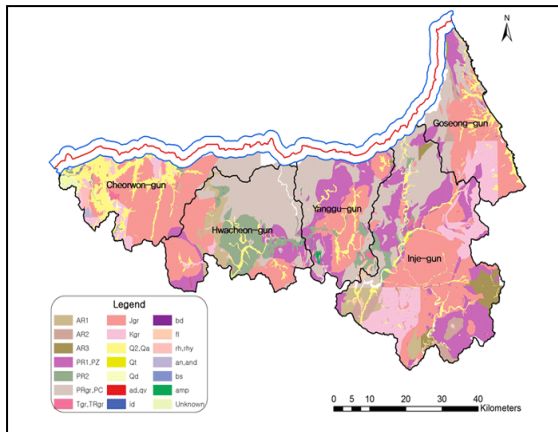 N
Goseong-gun
Cheorwon-gun
Hwacheon-gun
Yanggu-gun
Inje-gun
Legend
AR1 Jgr bd
AR2 Kgr fl
AR3 Q2,Qa rh,rhy
PR1,PZ Qt an,and
PR2 Qd bs
PRgr,PC ad,qv amp
Tgr,TRgr id Unknown
0 5 10 20 30 40
Kilometers